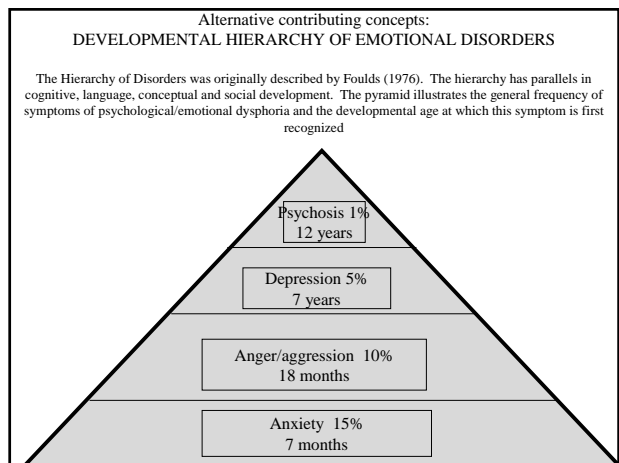 Alternative contributing concepts:
DEVELOPMENTAL HIERARCHY OF EMOTIONAL DISORDERS
The Hierarchy of Disorders was originally described by Foulds (1976).  The hierarchy has parallels in
cognitive, language, conceptual and social development.  The pyramid illustrates the general frequency of
symptoms of psychological/emotional dysphoria and the developmental age at which this symptom is first
recognized
Psychosis 1%
12 years
Depression 5%
7 years
Anger/aggression  10%
18 months
Anxiety  15%
7 months